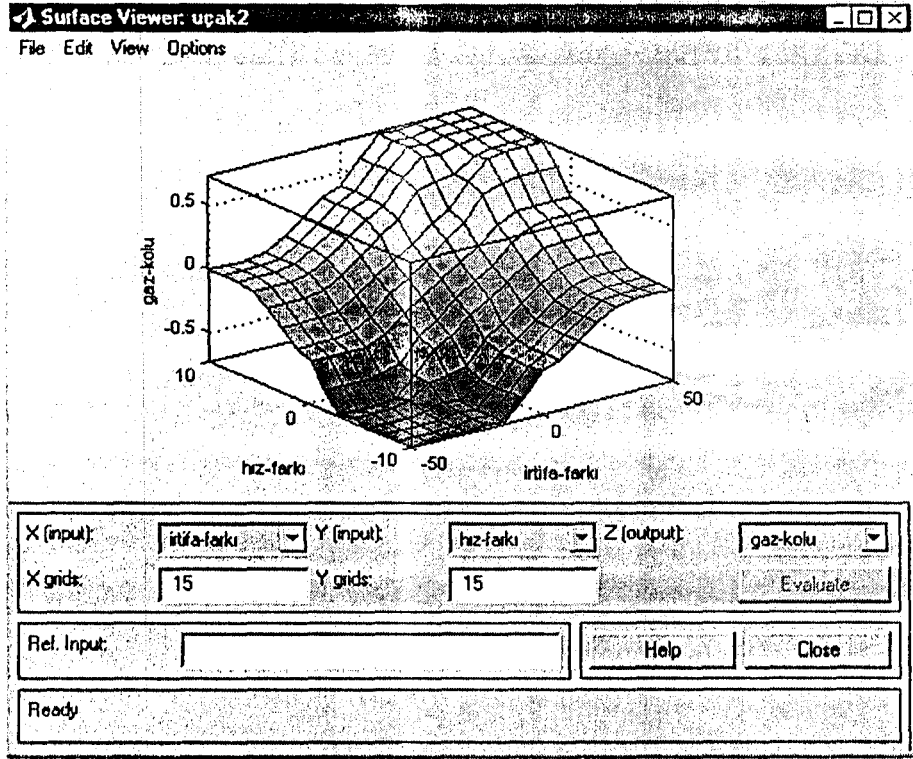 Surface Viewer: uçak2
File Edit View Options
0.5
0
-0.5
gaz-kolu
10
0
-10
hız-farkı
-50
0
50
irtifa-farkı
X (input): irtifa-farkı Y (input): hız-farkı Z (output): gaz-kolu
X grids: 15 Y grids: 15 Evaluate
Ref. Input: Help Close
Ready